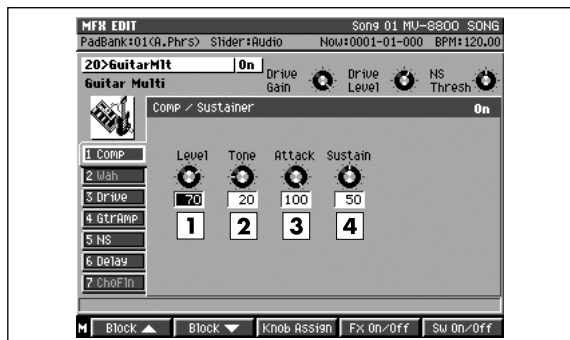 MFX EDIT Song 01 MV-8800 SONG
PadBank:01(A.Phrs) Slider:Audio Now:0001-01-000 BPM:120.00
20>GuitarMlt On
Guitar Multi
Drive Gain
Drive Level
NS Thresh
Comp / Sustainer On
1 Comp
2 Wah
3 Drive
4 GtrAmp
5 NS
6 Delay
7 ChoFln
Level Tone Attack Sustain
70 20 100 50
1 2 3 4
M Block ▲ Block ▼ Knob Assign Fx On/Off Sw On/Off